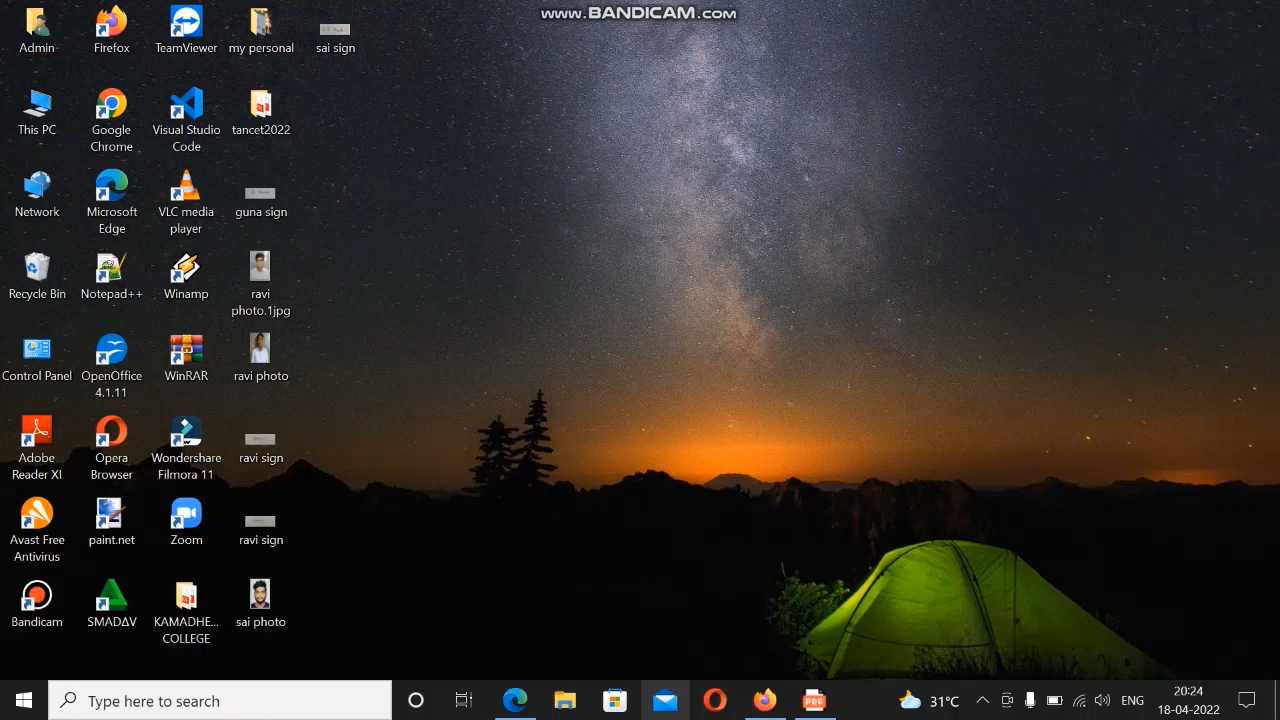 www.BANDICAM.com
Admin
Firefox
TeamViewer
my personal
sai sign
This PC
Google
Chrome
Visual Studio
Code
tancet2022
Network
Microsoft
Edge
VLC media
player
guna sign
Recycle Bin
Notepad++
Winamp
ravi
photo.1jpg
Control Panel
OpenOffice
4.1.11
WinRAR
ravi photo
Adobe
Reader XI
Opera
Browser
Wondershare
Filmora 11
ravi sign
Avast Free
Antivirus
paint.net
Zoom
ravi sign
Bandicam
SMADΔV
KAMADHE...
COLLEGE
sai photo
Type here to search
PDF
31°C
ENG
20:24
18-04-2022